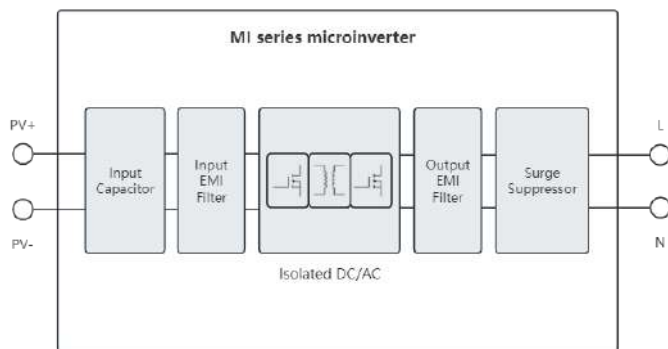 MI series microinverter
PV+
PV-
Input
Capacitor
Input
EMI
Filter
Isolated DC/AC
Output
EMI
Filter
Surge
Suppressor
L
N